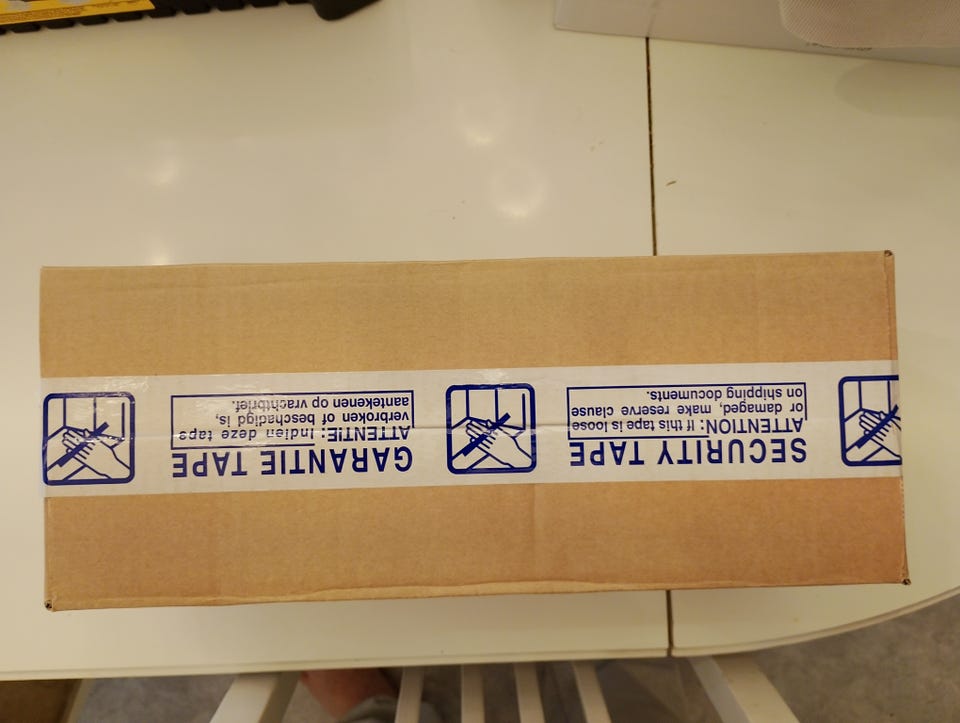 SECURITY TAPE
ATTENTION: If this tape is loose
or damaged, make reserve clause
on shipping documents.
GARANTIE TAPE
ATTENTIE: Indien deze tape
verbroken of beschadigd is,
aantekenen op vrachtbrief.